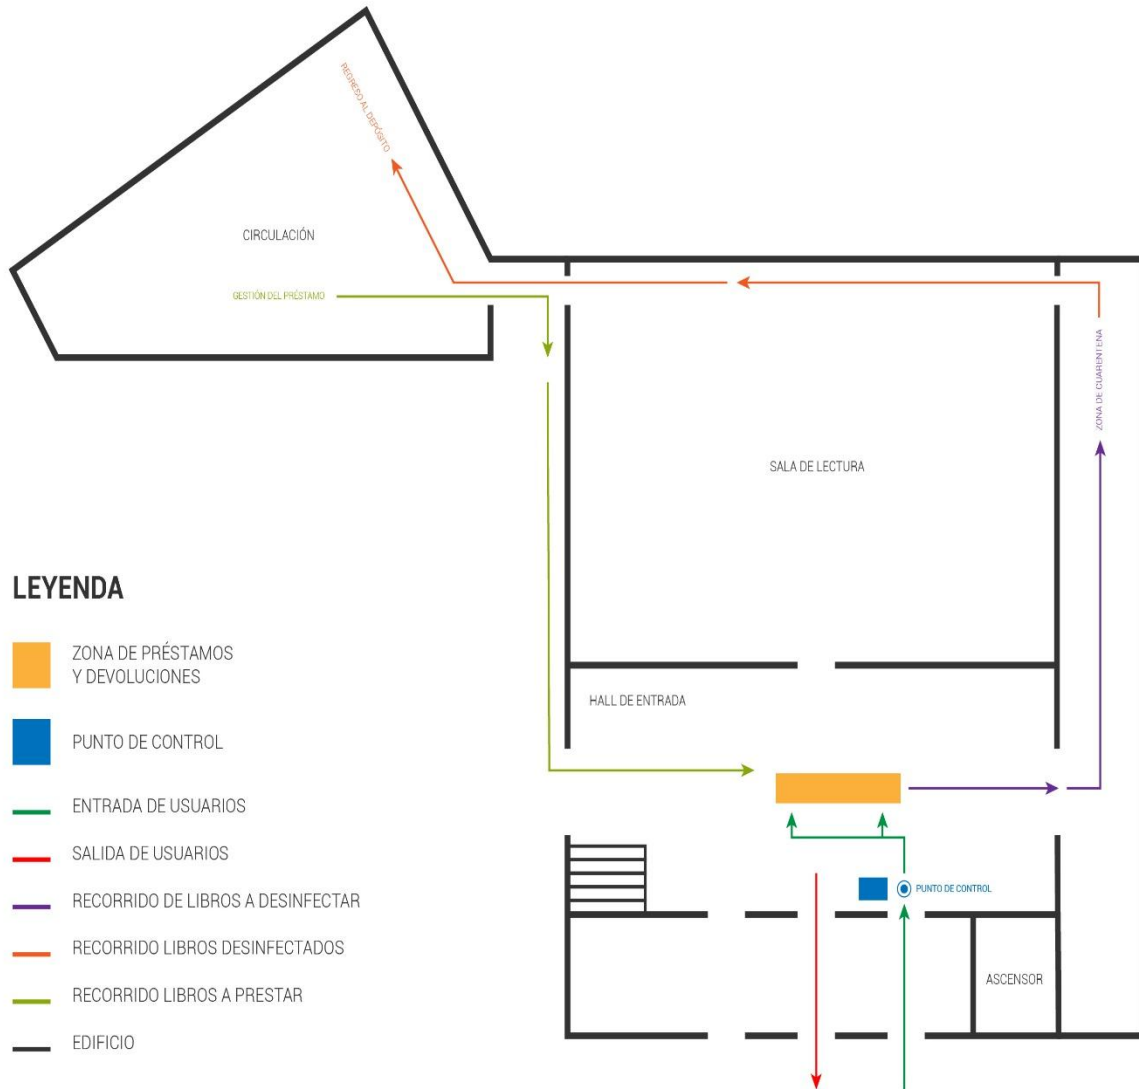 REGRESO AL DEPÓSITO
CIRCULACIÓN
GESTIÓN DEL PRÉSTAMO
ZONA DE CUARENTENA
SALA DE LECTURA
HALL DE ENTRADA
PUNTO DE CONTROL
ASCENSOR
LEYENDA
ZONA DE PRÉSTAMOS
Y DEVOLUCIONES
PUNTO DE CONTROL
ENTRADA DE USUARIOS
SALIDA DE USUARIOS
RECORRIDO DE LIBROS A DESINFECTAR
RECORRIDO LIBROS DESINFECTADOS
RECORRIDO LIBROS A PRESTAR
EDIFICIO